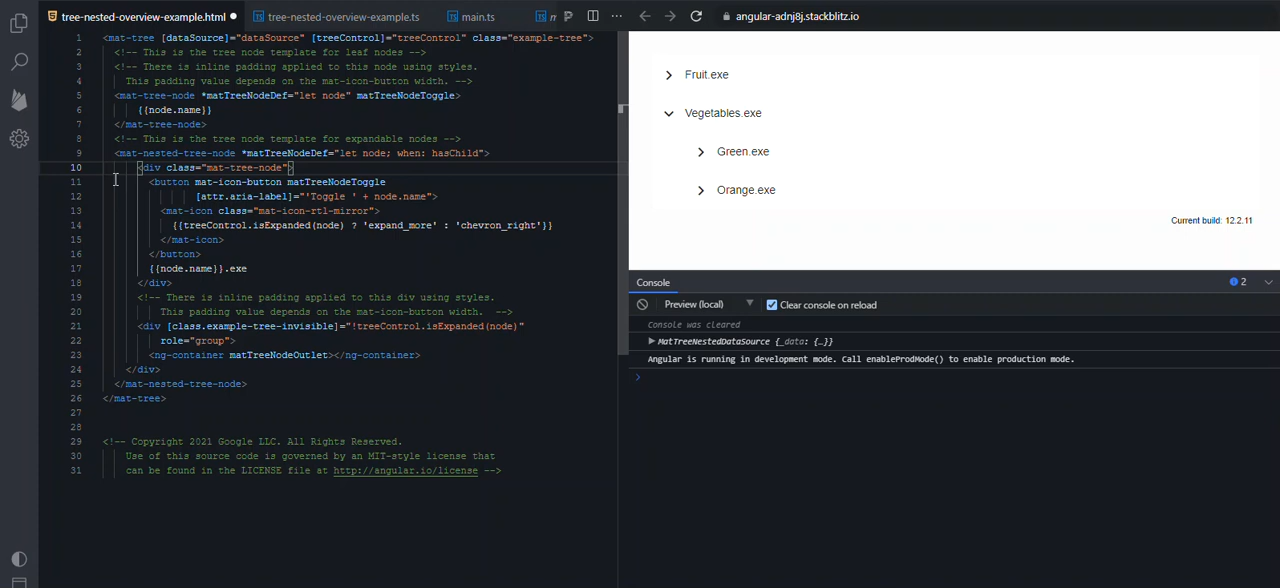 tree-nested-overview-example.html
tree-nested-overview-example.ts
main.ts
angular-adnj8j.stackblitz.io
1 <mat-tree [dataSource]="dataSource" [treeControl]="treeControl" class="example-tree">
2 <!-- This is the tree node template for leaf nodes -->
3 <!-- There is inline padding applied to this node using styles.
4 This padding value depends on the mat-icon-button width. -->
5 <mat-tree-node *matTreeNodeDef="let node" matTreeNodeToggle>
6 {{node.name}}
7 </mat-tree-node>
8 <!-- This is the tree node template for expandable nodes -->
9 <mat-nested-tree-node *matTreeNodeDef="let node; when: hasChild">
10 <div class="mat-tree-node">
11 <button mat-icon-button matTreeNodeToggle
12 [attr.aria-label]="'Toggle ' + node.name">
13 <mat-icon class="mat-icon-rtl-mirror">
14 {{treeControl.isExpanded(node) ? 'expand_more' : 'chevron_right'}}
15 </mat-icon>
16 </button>
17 {{node.name}}.exe
18 </div>
19 <!-- There is inline padding applied to this div using styles.
20 This padding value depends on the mat-icon-button width. -->
21 <div [class.example-tree-invisible]="!treeControl.isExpanded(node)"
22 role="group">
23 <ng-container matTreeNodeOutlet></ng-container>
24 </div>
25 </mat-nested-tree-node>
26 </mat-tree>
27
28
29 <!-- Copyright 2021 Google LLC. All Rights Reserved.
30 Use of this source code is governed by an MIT-style license that
31 can be found in the LICENSE file at http://angular.io/license -->
Fruit.exe
Vegetables.exe
Green.exe
Orange.exe
Current build: 12.2.11
Console
2
Preview (local)
Clear console on reload
Console was cleared
MatTreeNestedDataSource {_data: {…}}
Angular is running in development mode. Call enableProdMode() to enable production mode.